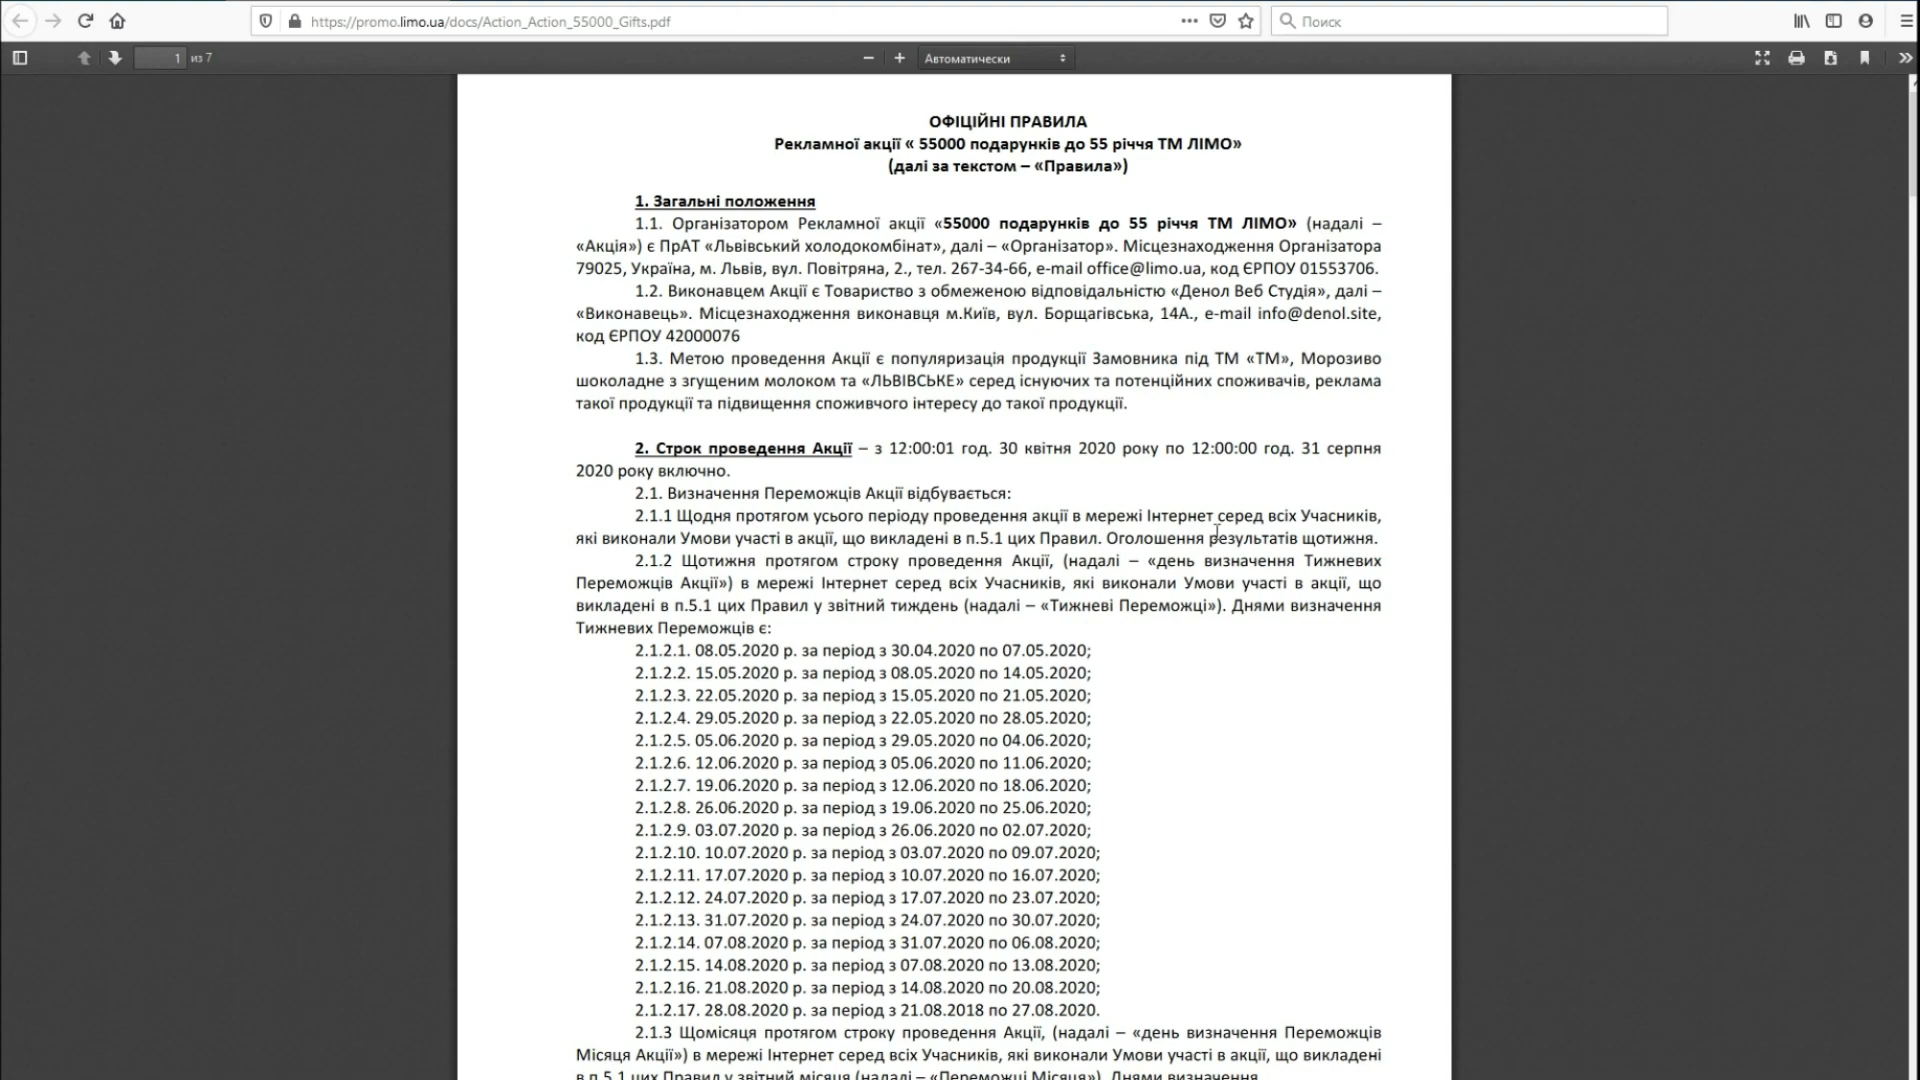 https://promo.limo.ua/docs/Action_Action_55000_Gifts.pdf
Поиск
1 из 7
Автоматически
ОФІЦІЙНІ ПРАВИЛА
Рекламної акції « 55000 подарунків до 55 річчя ТМ ЛІМО»
(далі за текстом – «Правила»)
1. Загальні положення
1.1. Організатором Рекламної акції «55000 подарунків до 55 річчя ТМ ЛІМО» (надалі –
«Акція») є ПрАТ «Львівський холодокомбінат», далі – «Організатор». Місцезнаходження Організатора
79025, Україна, м. Львів, вул. Повітряна, 2., тел. 267-34-66, e-mail office@limo.ua, код ЄРПОУ 01553706.
1.2. Виконавцем Акції є Товариство з обмеженою відповідальністю «Денол Веб Студія», далі –
«Виконавець». Місцезнаходження виконавця м.Київ, вул. Борщагівська, 14А., e-mail info@denol.site,
код ЄРПОУ 42000076
1.3. Метою проведення Акції є популяризація продукції Замовника під ТМ «ТМ», Морозиво
шоколадне з згущеним молоком та «ЛЬВІВСЬКЕ» серед існуючих та потенційних споживачів, реклама
такої продукції та підвищення споживчого інтересу до такої продукції.
2. Строк проведення Акції – з 12:00:01 год. 30 квітня 2020 року по 12:00:00 год. 31 серпня
2020 року включно.
2.1. Визначення Переможців Акції відбувається:
2.1.1 Щодня протягом усього періоду проведення акції в мережі Інтернет серед всіх Учасників,
які виконали Умови участі в акції, що викладені в п.5.1 цих Правил. Оголошення результатів щотижня.
2.1.2 Щотижня протягом строку проведення Акції, (надалі – «день визначення Тижневих
Переможців Акції») в мережі Інтернет серед всіх Учасників, які виконали Умови участі в акції, що
викладені в п.5.1 цих Правил у звітний тиждень (надалі – «Тижневі Переможці»). Днями визначення
Тижневих Переможців є:
2.1.2.1. 08.05.2020 р. за період з 30.04.2020 по 07.05.2020;
2.1.2.2. 15.05.2020 р. за період з 08.05.2020 по 14.05.2020;
2.1.2.3. 22.05.2020 р. за період з 15.05.2020 по 21.05.2020;
2.1.2.4. 29.05.2020 р. за період з 22.05.2020 по 28.05.2020;
2.1.2.5. 05.06.2020 р. за період з 29.05.2020 по 04.06.2020;
2.1.2.6. 12.06.2020 р. за період з 05.06.2020 по 11.06.2020;
2.1.2.7. 19.06.2020 р. за період з 12.06.2020 по 18.06.2020;
2.1.2.8. 26.06.2020 р. за період з 19.06.2020 по 25.06.2020;
2.1.2.9. 03.07.2020 р. за період з 26.06.2020 по 02.07.2020;
2.1.2.10. 10.07.2020 р. за період з 03.07.2020 по 09.07.2020;
2.1.2.11. 17.07.2020 р. за період з 10.07.2020 по 16.07.2020;
2.1.2.12. 24.07.2020 р. за період з 17.07.2020 по 23.07.2020;
2.1.2.13. 31.07.2020 р. за період з 24.07.2020 по 30.07.2020;
2.1.2.14. 07.08.2020 р. за період з 31.07.2020 по 06.08.2020;
2.1.2.15. 14.08.2020 р. за період з 07.08.2020 по 13.08.2020;
2.1.2.16. 21.08.2020 р. за період з 14.08.2020 по 20.08.2020;
2.1.2.17. 28.08.2020 р. за період з 21.08.2018 по 27.08.2020.
2.1.3 Щомісяця протягом строку проведення Акції, (надалі – «день визначення Переможців
Місяця Акції») в мережі Інтернет серед всіх Учасників, які виконали Умови участі в акції, що викладені
в п.5.1 цих Правил у звітний місяця (надалі – «Переможці Місяця»). Днями визначення